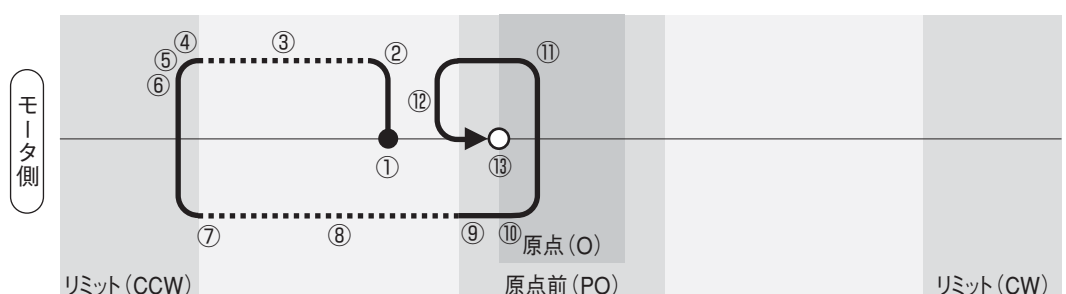 ④ ③ ② ⑪
⑤
⑥
⑫
モータ側
① ⑬
⑦ ⑧ ⑨ ⑩
原点(O)
リミット(CCW) 原点前(PO) リミット(CW)